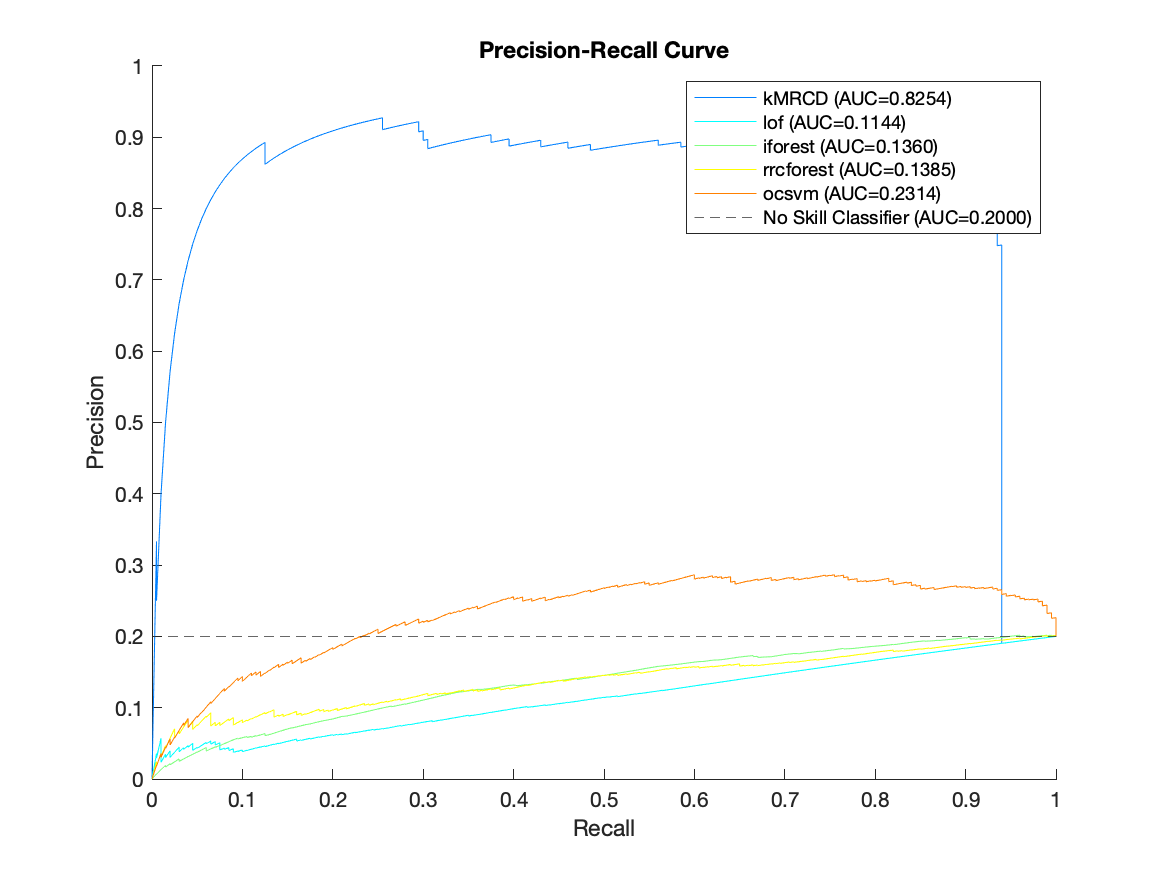 Precision-Recall Curve
1
0.9
0.8
0.7
0.6
0.5
0.4
0.3
0.2
0.1
0
Precision
kMRCD (AUC=0.8254)
lof (AUC=0.1144)
iforest (AUC=0.1360)
rrcforest (AUC=0.1385)
ocsvm (AUC=0.2314)
No Skill Classifier (AUC=0.2000)
0 0.1 0.2 0.3 0.4 0.5 0.6 0.7 0.8 0.9 1
Recall